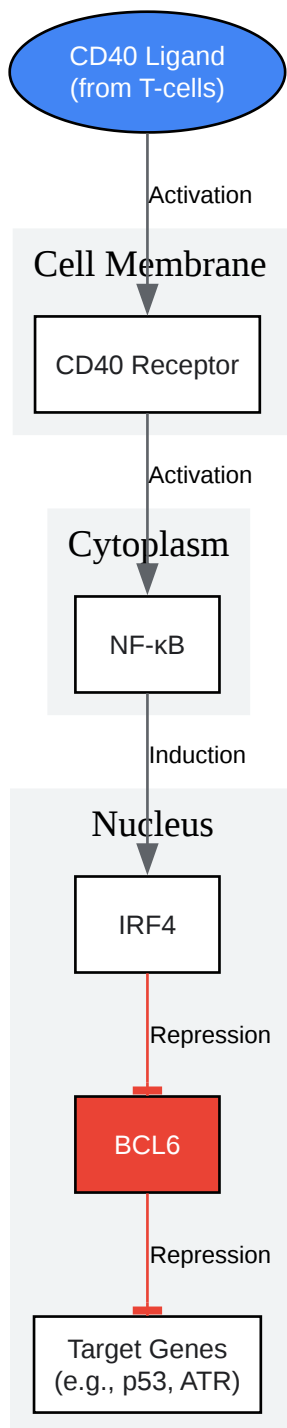 CD40 Ligand
(from T-cells)
Activation
Cell Membrane
CD40 Receptor
Activation
Cytoplasm
NF-κB
Induction
Nucleus
IRF4
Repression
BCL6
Repression
Target Genes
(e.g., p53, ATR)